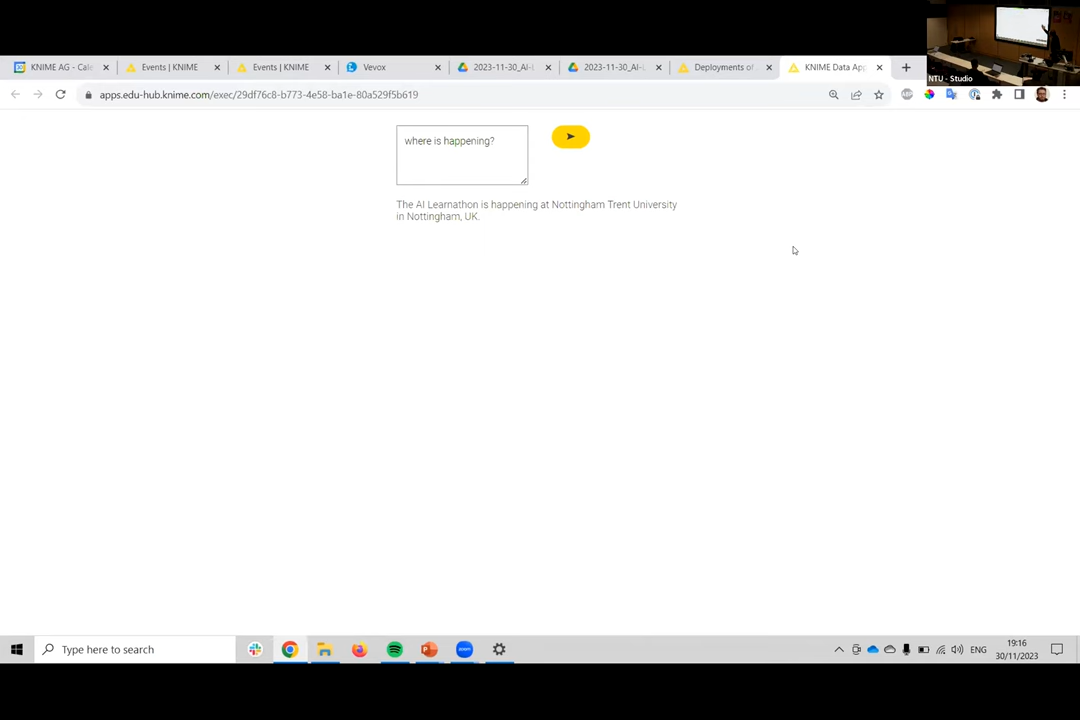 NTU - Studio
KNIME AG - Cale
Events | KNIME
Events | KNIME
Vevox
2023-11-30_AI-L
2023-11-30_AI-L
Deployments of
KNIME Data App
apps.edu-hub.knime.com/exec/29df76c8-b773-4e58-ba1e-80a529f5b619
where is happening?
The AI Learnathon is happening at Nottingham Trent University
in Nottingham, UK.
Type here to search
ENG
19:16
30/11/2023